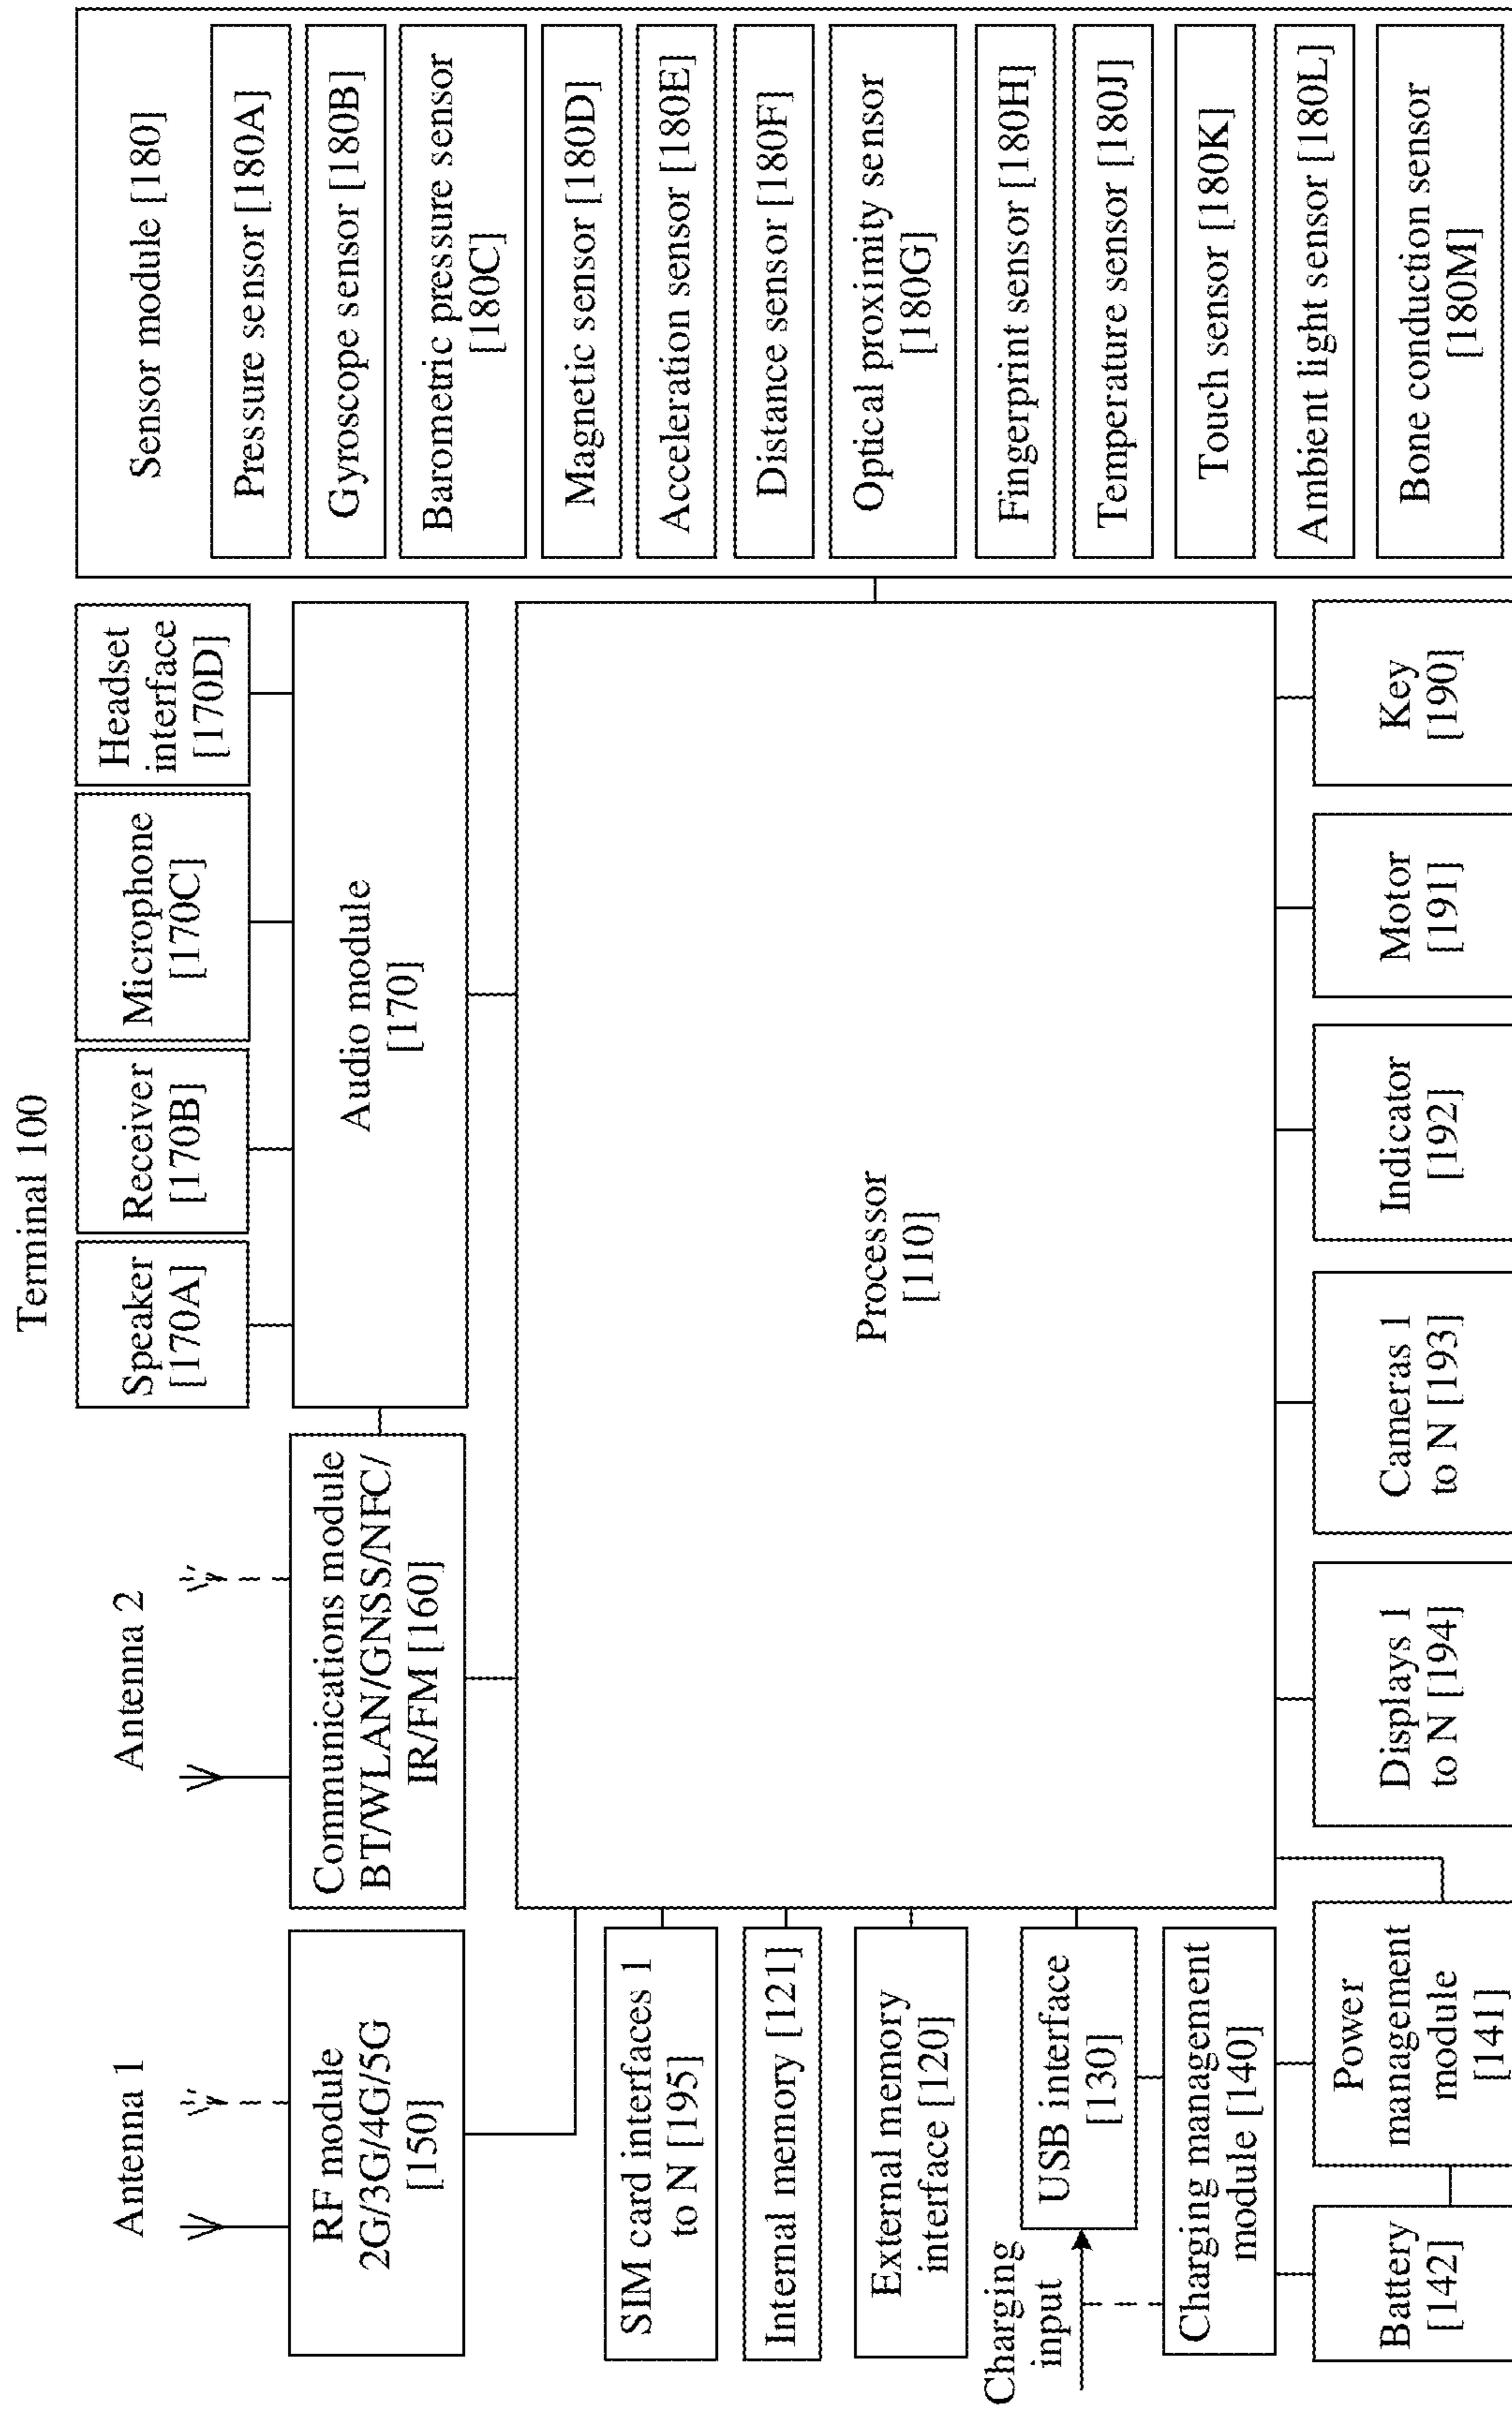 Terminal 100
Antenna 1
Antenna 2
RF module
2G/3G/4G/5G
[150]
Communications module
BT/WLAN/GNSS/NFC/
IR/FM [160]
Speaker
[170A]
Receiver
[170B]
Microphone
[170C]
Headset
interface
[170D]
Audio module
[170]
Sensor module [180]
Pressure sensor [180A]
Gyroscope sensor [180B]
Barometric pressure sensor
[180C]
Magnetic sensor [180D]
Acceleration sensor [180E]
Distance sensor [180F]
Optical proximity sensor
[180G]
Fingerprint sensor [180H]
Temperature sensor [180J]
Touch sensor [180K]
Ambient light sensor [180L]
Bone conduction sensor
[180M]
SIM card interfaces 1
to N [195]
Internal memory [121]
External memory
interface [120]
Charging
input
USB interface
[130]
Charging management
module [140]
Processor
[110]
Battery
[142]
Power
management
module
[141]
Displays 1
to N [194]
Cameras 1
to N [193]
Indicator
[192]
Motor
[191]
Key
[190]